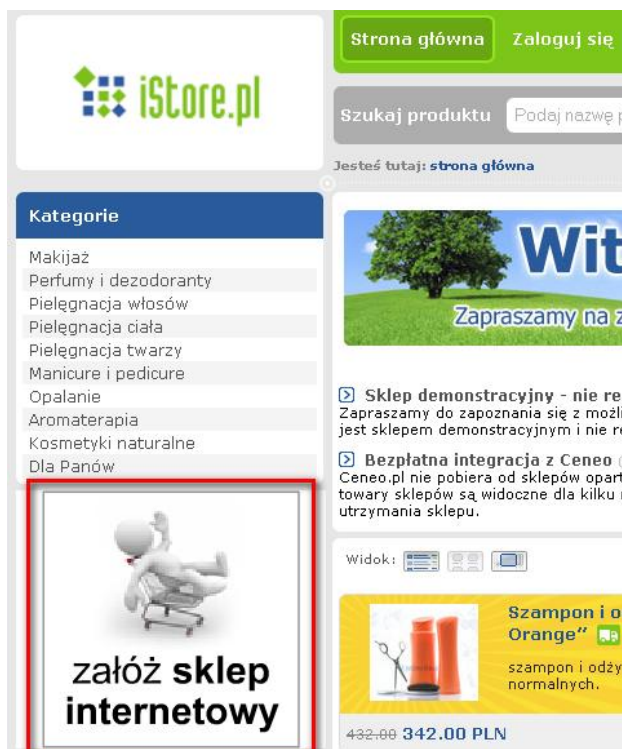 iStore.pl
Strona główna Zaloguj się
Szukaj produktu Podaj nazwę
Jesteś tutaj: strona główna
Kategorie
Makijaż
Perfumy i dezodoranty
Pielęgnacja włosów
Pielęgnacja ciała
Pielęgnacja twarzy
Manicure i pedicure
Opalanie
Aromaterapia
Kosmetyki naturalne
Dla Panów
załóż sklep
internetowy
Wit
Zapraszamy na z
Sklep demonstracyjny - nie re
Zapraszamy do zapoznania się z możli
jest sklepem demonstracyjnym i nie re
Bezpłatna integracja z Ceneo
Ceneo.pl nie pobiera od sklepów opart
towary sklepów są widoczne dla kilku
utrzymania sklepu.
Widok:
Szampon i o
Orange”
szampon i odży
normalnych.
432.00 342.00 PLN